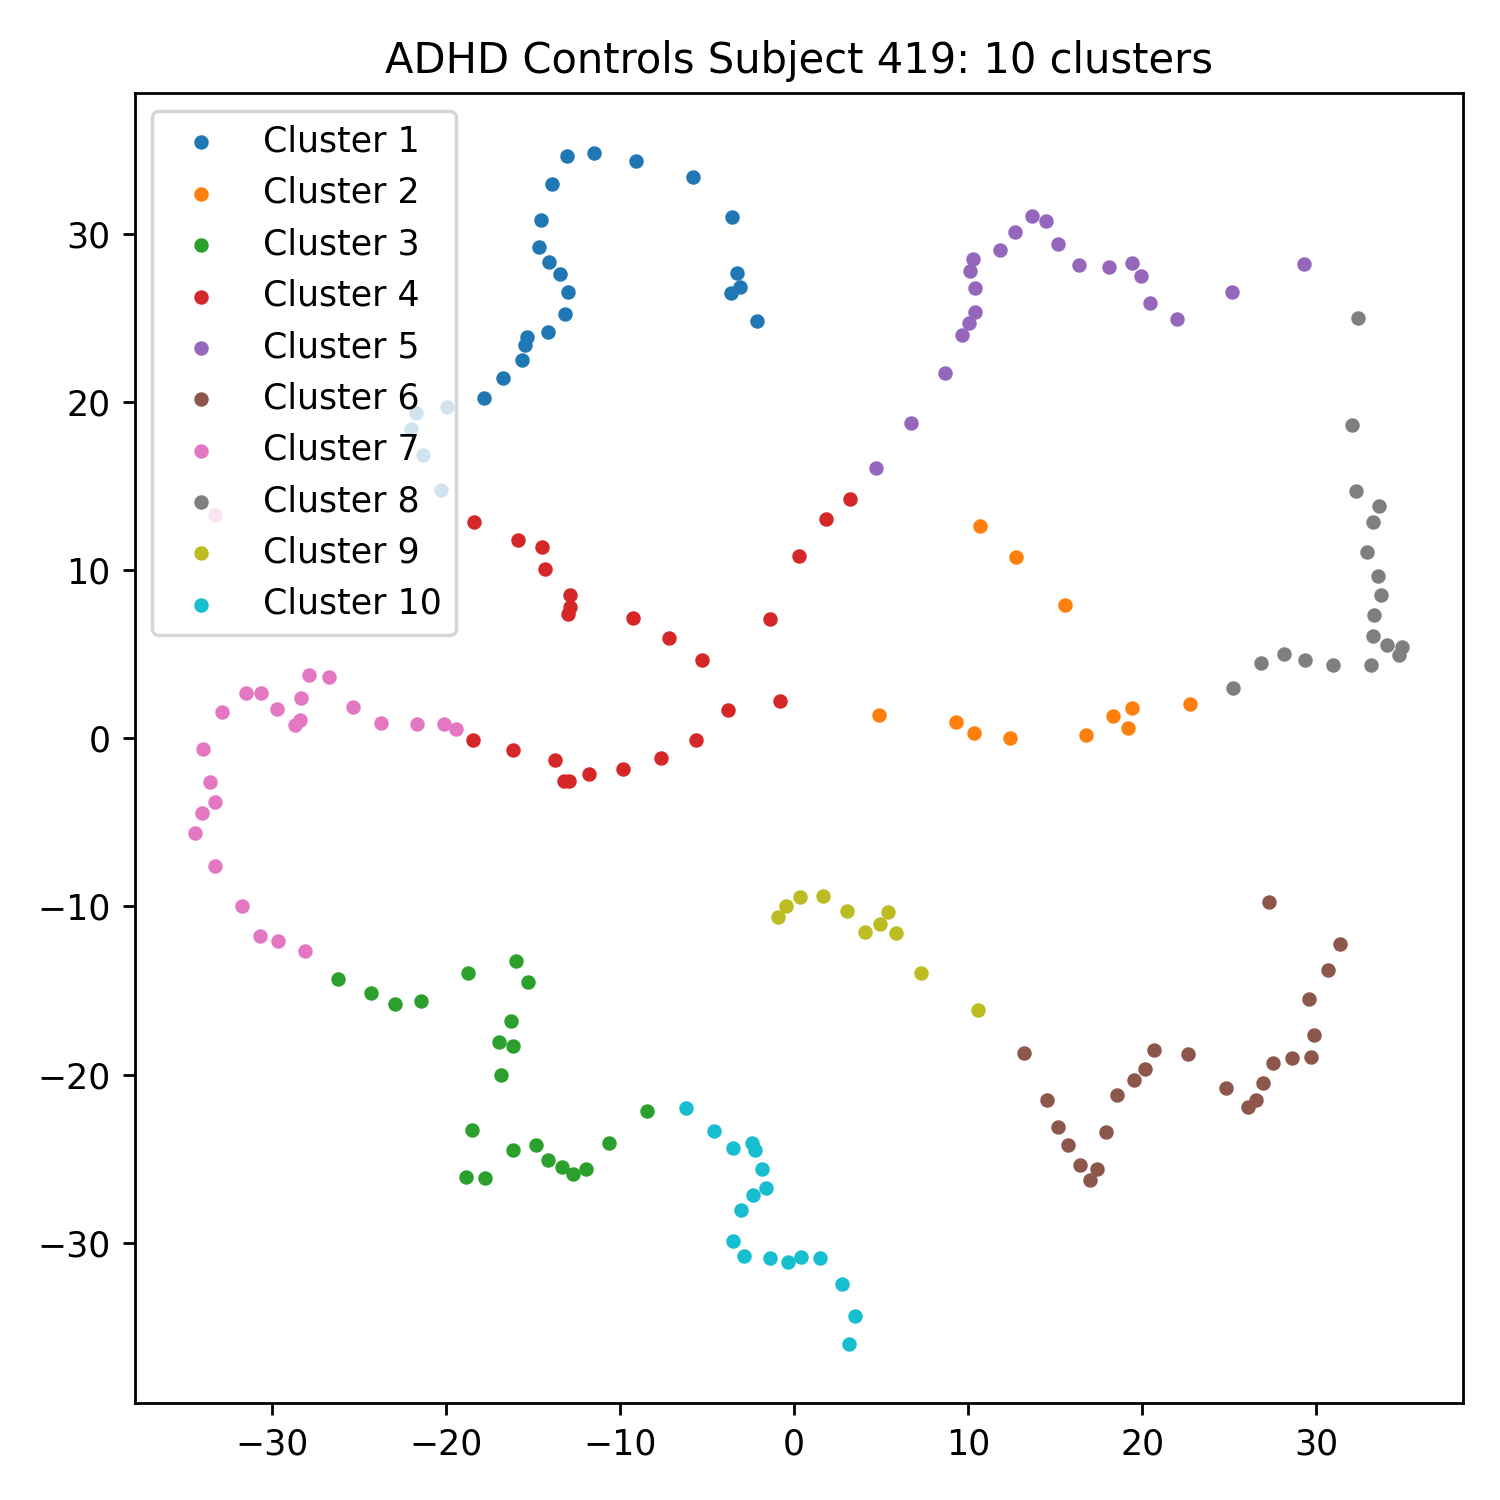 ADHD Controls Subject 419: 10 clusters
Cluster 1
Cluster 2
Cluster 3
Cluster 4
Cluster 5
Cluster 6
Cluster 7
Cluster 8
Cluster 9
Cluster 10
30
20
10
0
−10
−20
−30
−30 −20 −10 0 10 20 30